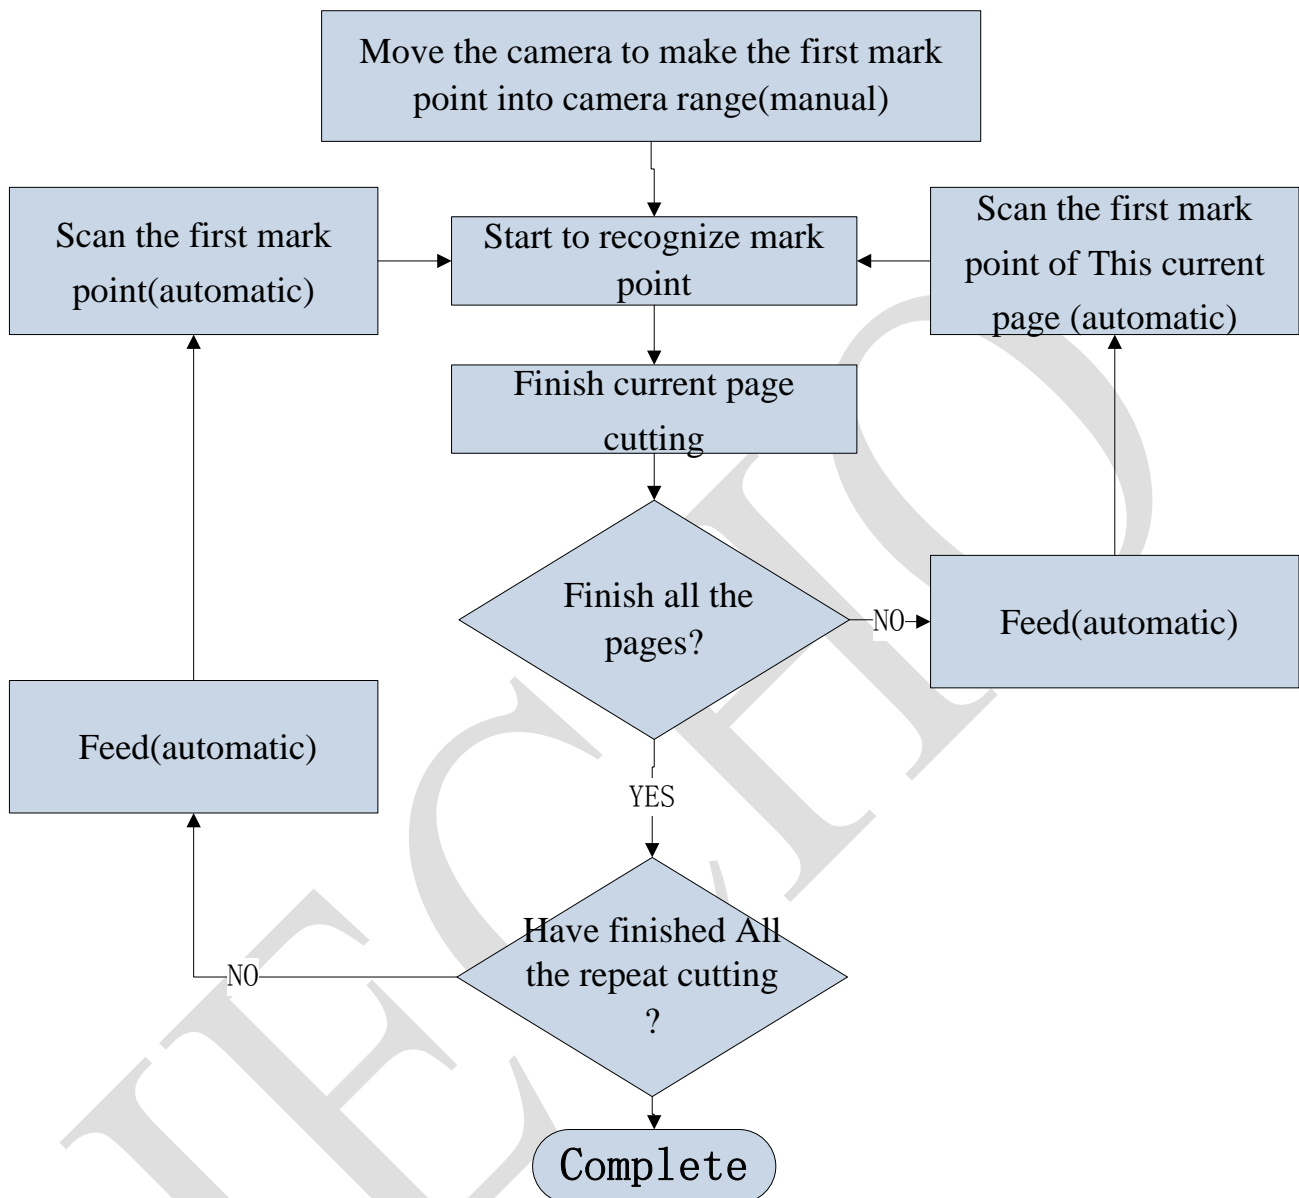 Move the camera to make the first mark
point into camera range(manual)
Scan the first mark
point(automatic)
Start to recognize mark
point
Scan the first mark
point of This current
page (automatic)
Finish current page
cutting
Finish all the
pages?
NO
Feed(automatic)
Feed(automatic)
YES
Have finished All
the repeat cutting
?
NO
Complete
IECHO